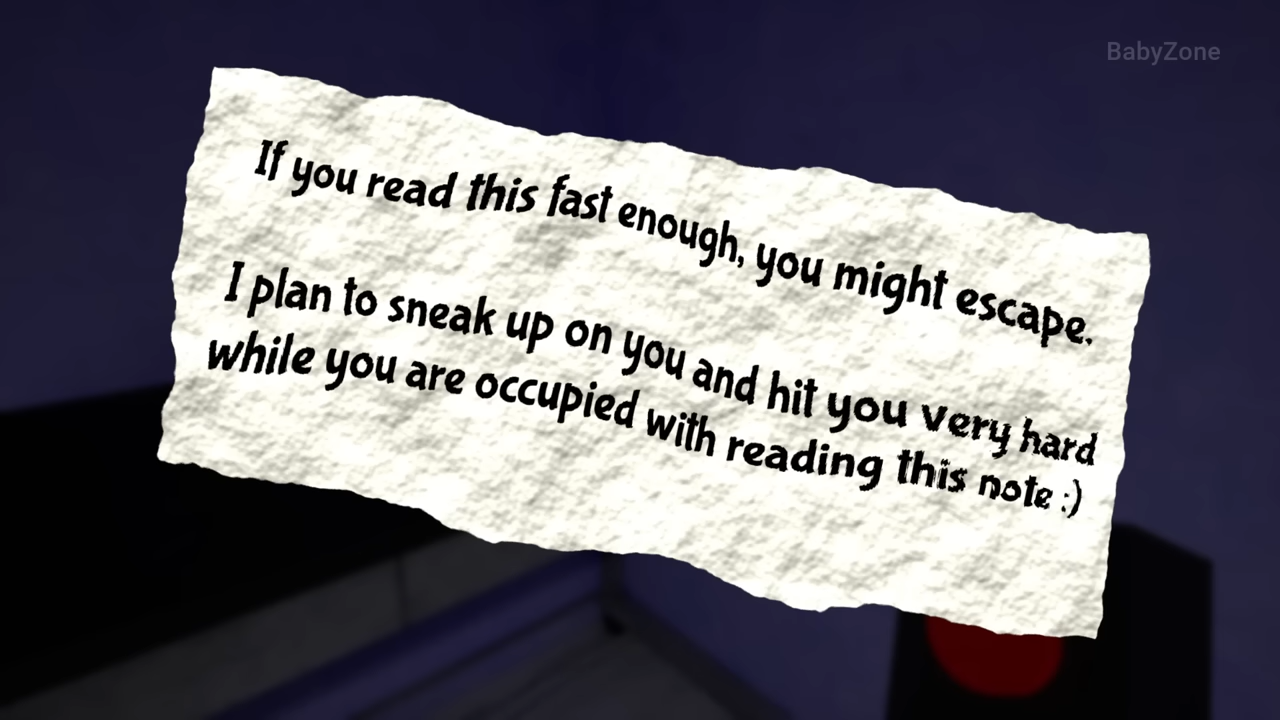 BabyZone
If you read this fast enough, you might escape.
I plan to sneak up on you and hit you very hard
while you are occupied with reading this note :)